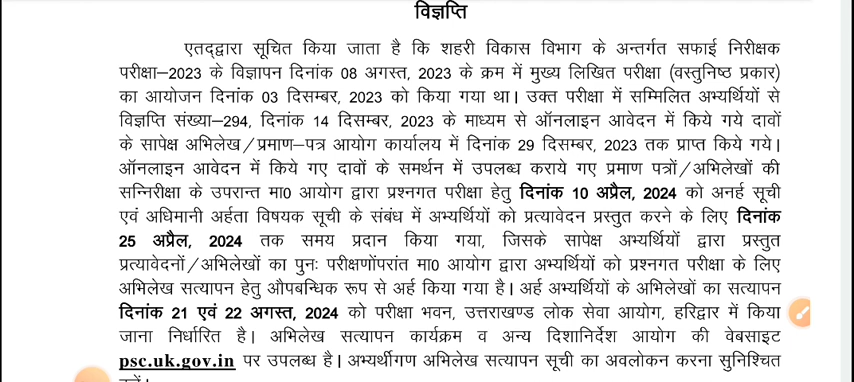 विज्ञप्ति
एतद्द्वारा सूचित किया जाता है कि शहरी विकास विभाग के अन्तर्गत सफाई निरीक्षक
परीक्षा–2023 के विज्ञापन दिनांक 08 अगस्त, 2023 के क्रम में मुख्य लिखित परीक्षा (वस्तुनिष्ठ प्रकार)
का आयोजन दिनांक 03 दिसम्बर, 2023 को किया गया था। उक्त परीक्षा में सम्मिलित अभ्यर्थियों से
विज्ञप्ति संख्या–294, दिनांक 14 दिसम्बर, 2023 के माध्यम से ऑनलाइन आवेदन में किये गये दावों
के सापेक्ष अभिलेख/प्रमाण–पत्र आयोग कार्यालय में दिनांक 29 दिसम्बर, 2023 तक प्राप्त किये गये।
ऑनलाइन आवेदन में किये गए दावों के समर्थन में उपलब्ध कराये गए प्रमाण पत्रों/अभिलेखों की
सन्निरीक्षा के उपरान्त मा0 आयोग द्वारा प्रश्नगत परीक्षा हेतु दिनांक 10 अप्रैल, 2024 को अनर्ह सूची
एवं अधिमानी अर्हता विषयक सूची के संबंध में अभ्यर्थियों को प्रत्यावेदन प्रस्तुत करने के लिए दिनांक
25 अप्रैल, 2024 तक समय प्रदान किया गया, जिसके सापेक्ष अभ्यर्थियों द्वारा प्रस्तुत
प्रत्यावेदनों/अभिलेखों का पुनः परीक्षणोंपरांत मा0 आयोग द्वारा अभ्यर्थियों को प्रश्नगत परीक्षा के लिए
अभिलेख सत्यापन हेतु औपबन्धिक रूप से अर्ह किया गया है। अर्ह अभ्यर्थियों के अभिलेखों का सत्यापन
दिनांक 21 एवं 22 अगस्त, 2024 को परीक्षा भवन, उत्तराखण्ड लोक सेवा आयोग, हरिद्वार में किया
जाना निर्धारित है। अभिलेख सत्यापन कार्यक्रम व अन्य दिशानिर्देश आयोग की वेबसाइट
psc.uk.gov.in पर उपलब्ध है। अभ्यर्थीगण अभिलेख सत्यापन सूची का अवलोकन करना सुनिश्चित